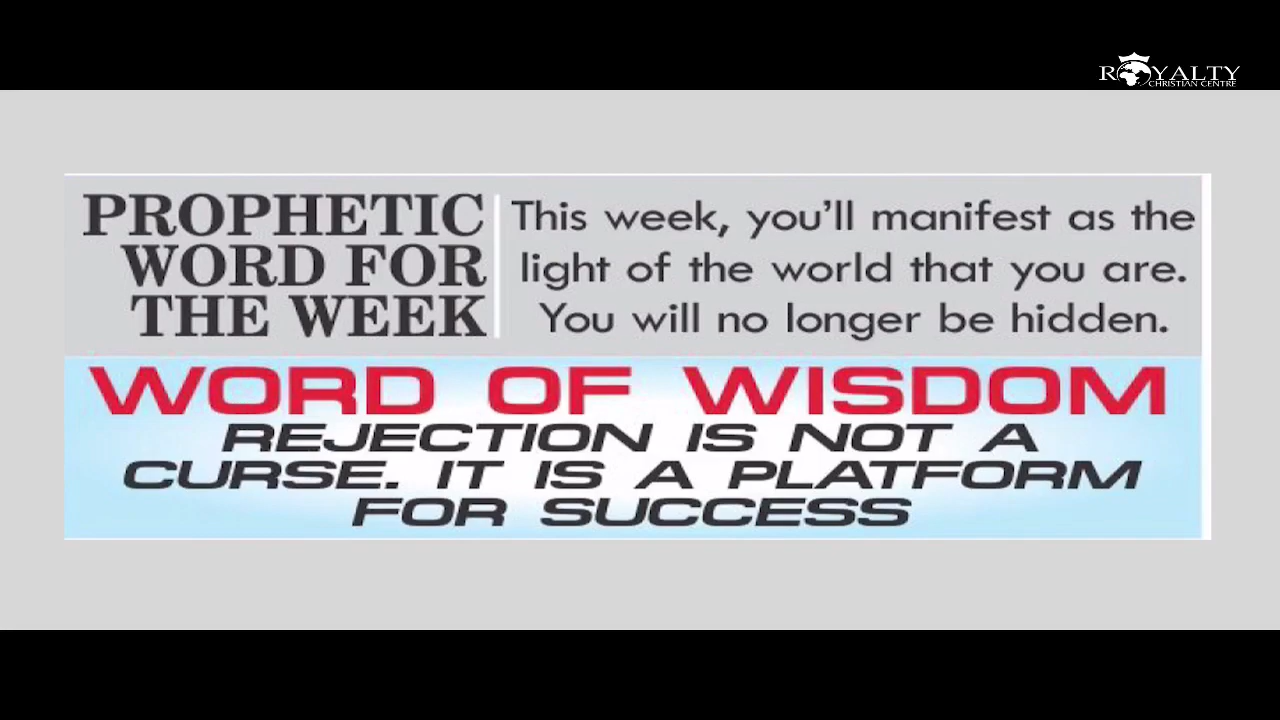 ROYALTY
CHRISTIAN CENTRE
PROPHETIC
WORD FOR
THE WEEK
This week, you'll manifest as the
light of the world that you are.
You will no longer be hidden.
WORD OF WISDOM
REJECTION IS NOT A
CURSE. IT IS A PLATFORM
FOR SUCCESS